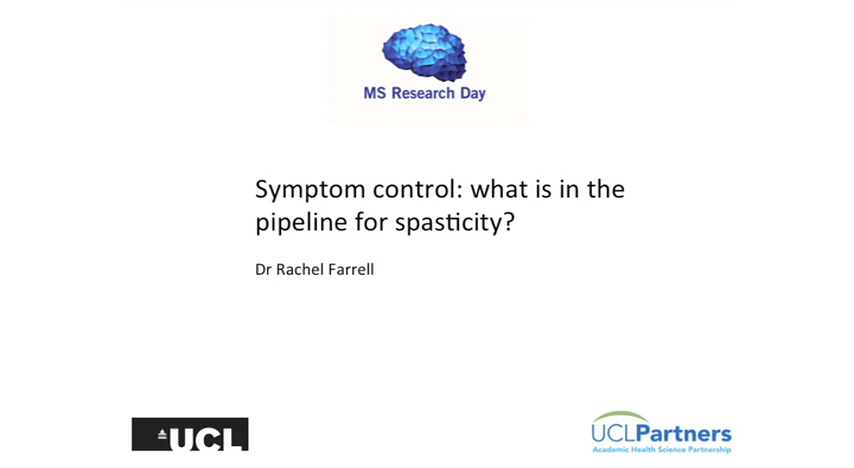 MS Research Day
Symptom control: what is in the
pipeline for spasticity?
Dr Rachel Farrell
UCL
UCLPartners
Academic Health Science Partnership